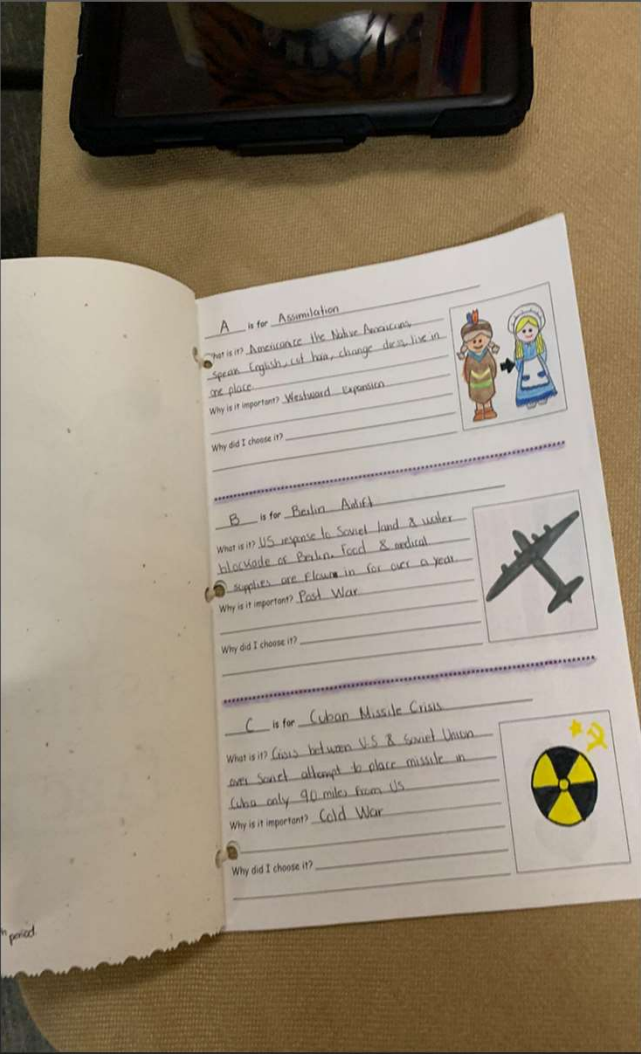 A is for Assimilation
hat is it? Americance the Native Americans,
speak English, cut hair, change dress, live in
one place.
Why is it important? Westward Expansion
Why did I choose it?
B is for Berlin Airlift
What is it? US response to Soviet land & water
blockade of Berlin. Food & medical
supplies are flown in for over a year
Why is it important? Post War
Why did I choose it?
C is for Cuban Missile Crisis
What is it? Crisis between U.S & Soviet Union
over Soviet attempt to place missile in
Cuba only 90 miles from US
Why is it important? Cold War
Why did I choose it?
period